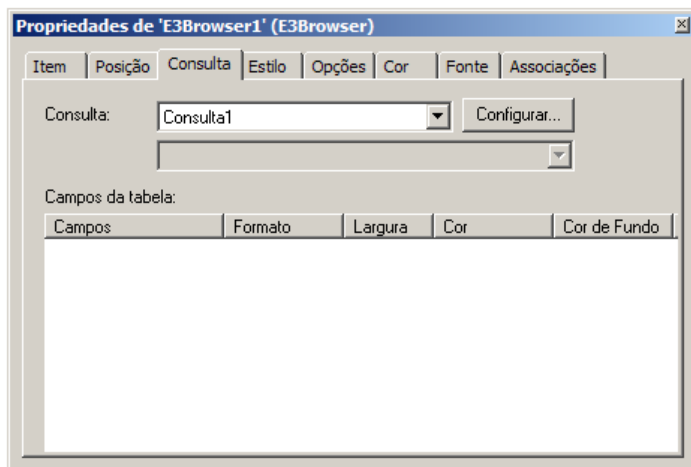 Propriedades de 'E3Browser1' (E3Browser)
Item Posição Consulta Estilo Opções Cor Fonte Associações
Consulta: Consulta1 Configurar...
Campos da tabela:
Campos Formato Largura Cor Cor de Fundo